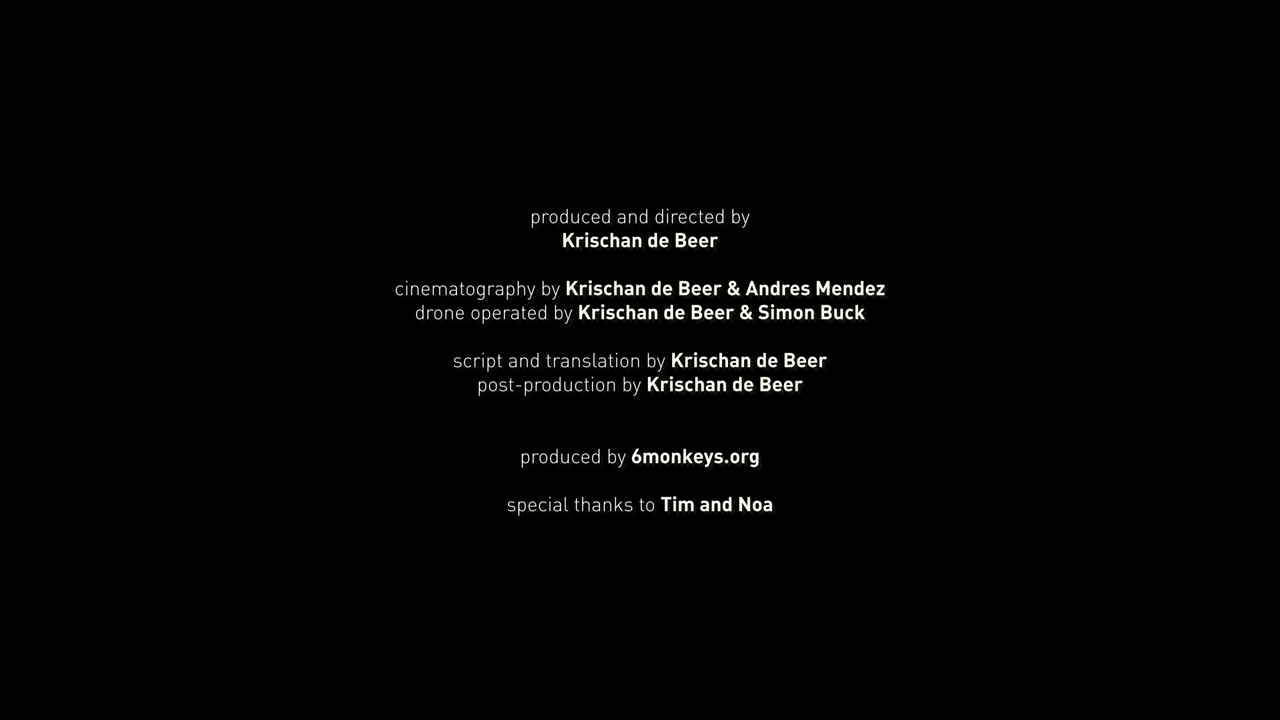 produced and directed by
Krischan de Beer
cinematography by Krischan de Beer & Andres Mendez
drone operated by Krischan de Beer & Simon Buck
script and translation by Krischan de Beer
post-production by Krischan de Beer
produced by 6monkeys.org
special thanks to Tim and Noa